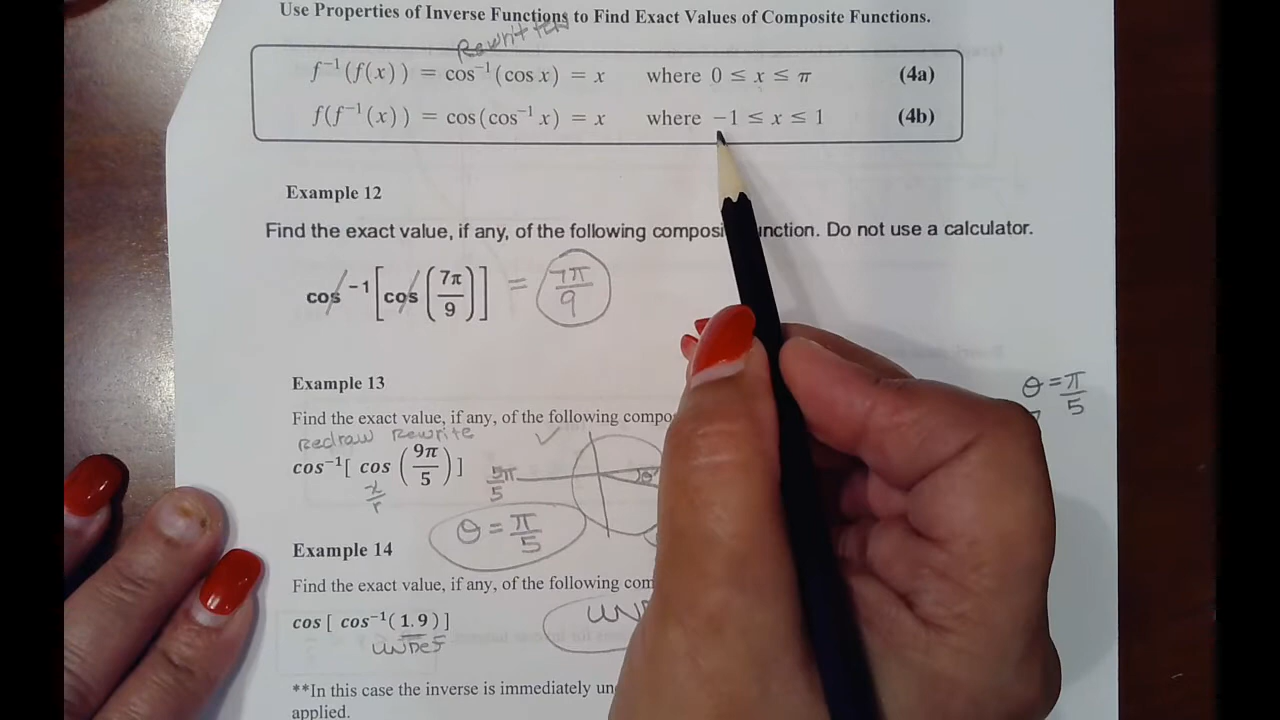 Use Properties of Inverse Functions to Find Exact Values of Composite Functions.
Rewritten
f⁻¹(f(x)) = cos⁻¹(cos x) = x where 0 ≤ x ≤ π (4a)
f(f⁻¹(x)) = cos(cos⁻¹ x) = x where −1 ≤ x ≤ 1 (4b)
Example 12
Find the exact value, if any, of the following composi nction. Do not use a calculator.
cos⁻¹[cos(7π/9)] = 7π/9
Example 13
θ = π/5
Find the exact value, if any, of the following compo
Redraw Rewrite
cos⁻¹[ cos (9π/5) ] 5π/5 θ'
x/r
θ = π/5
Example 14
Find the exact value, if any, of the following com
cos [ cos⁻¹(1.9)] UND
UNDEF
**In this case the inverse is immediately un
applied.